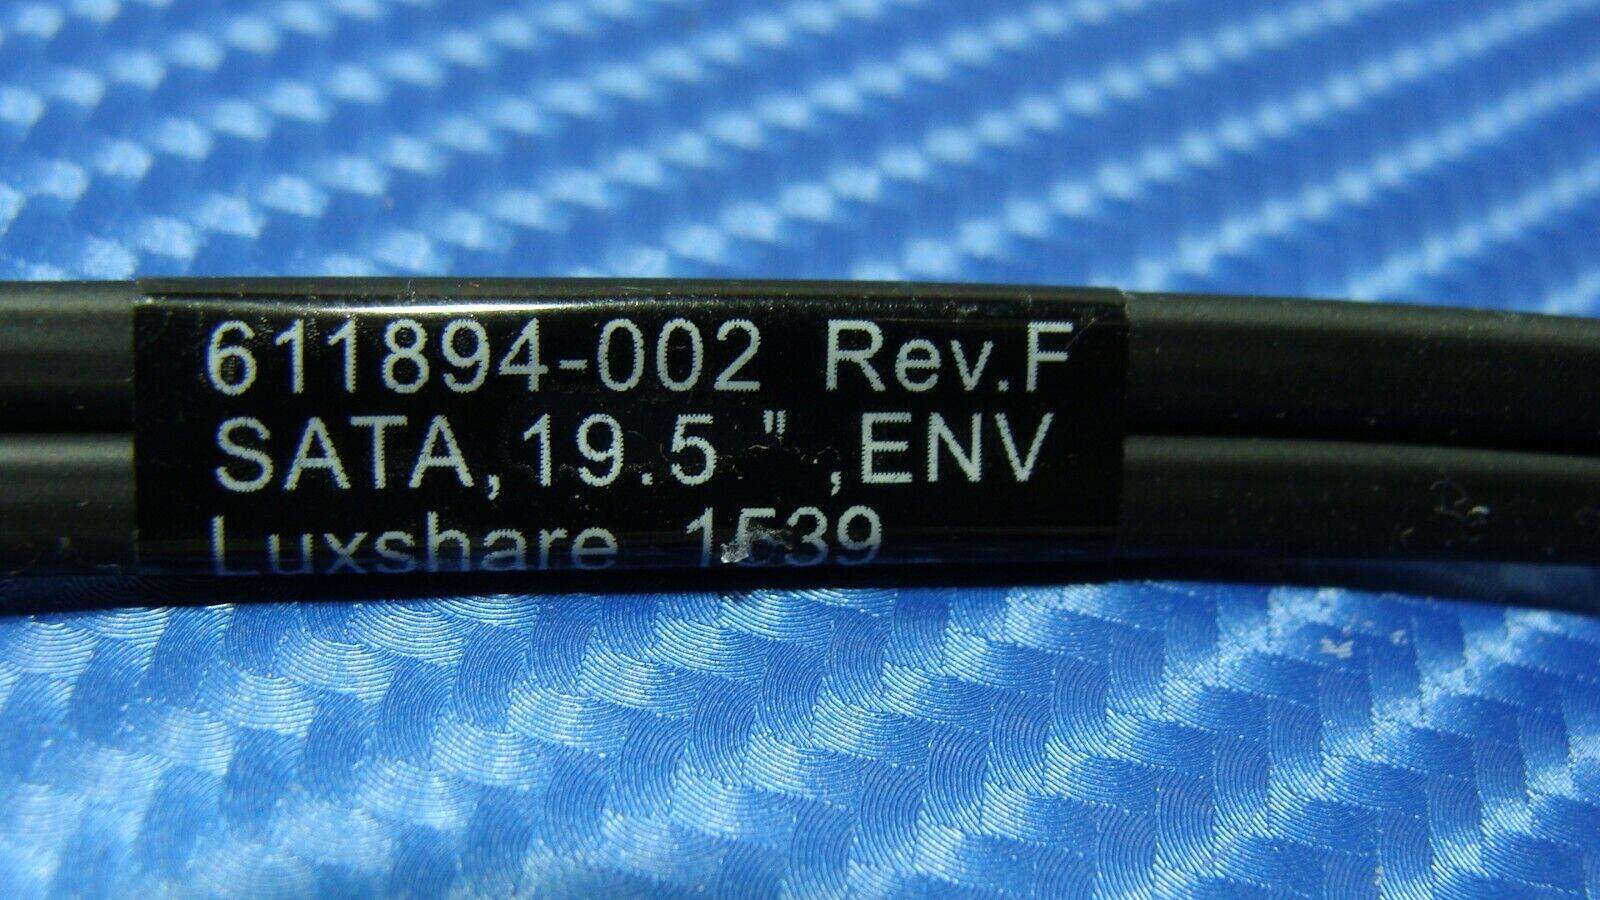 611894-002 Rev.F
SATA,19.5 " ,ENV
Luxshare 1539